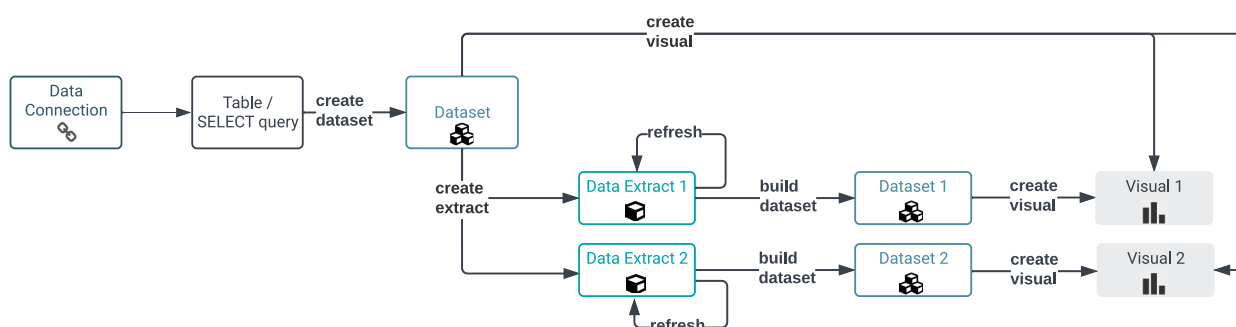 create
visual
Data
Connection
Table /
SELECT query
create
dataset
Dataset
refresh
create
extract
Data Extract 1
build
dataset
Dataset 1
create
visual
Visual 1
Data Extract 2
build
dataset
Dataset 2
create
visual
Visual 2
refresh